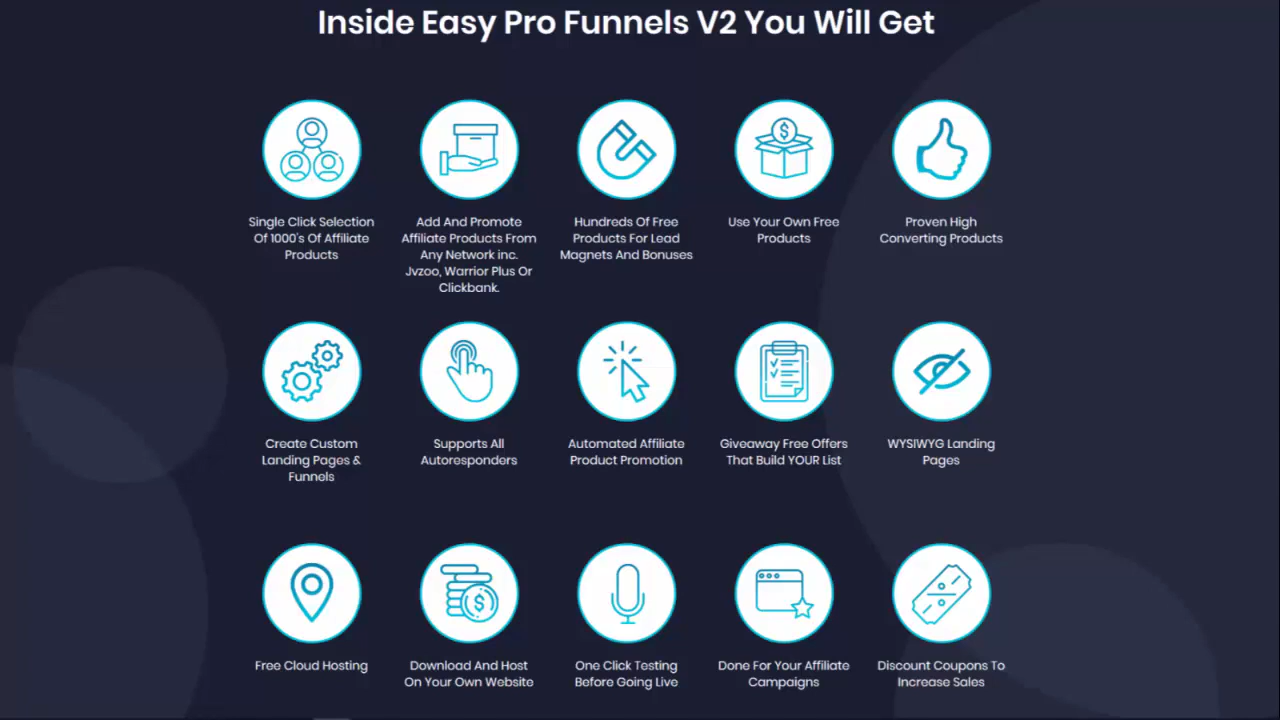 Inside Easy Pro Funnels V2 You Will Get
Single Click Selection
Of 1000's Of Affiliate
Products
Add And Promote
Affiliate Products From
Any Network inc.
Jvzoo, Warrior Plus Or
Clickbank.
Hundreds Of Free
Products For Lead
Magnets And Bonuses
Use Your Own Free
Products
Proven High
Converting Products
Create Custom
Landing Pages &
Funnels
Supports All
Autoresponders
Automated Affiliate
Product Promotion
Giveaway Free Offers
That Build YOUR List
WYSIWYG Landing
Pages
Free Cloud Hosting
Download And Host
On Your Own Website
One Click Testing
Before Going Live
Done For Your Affiliate
Campaigns
Discount Coupons To
Increase Sales